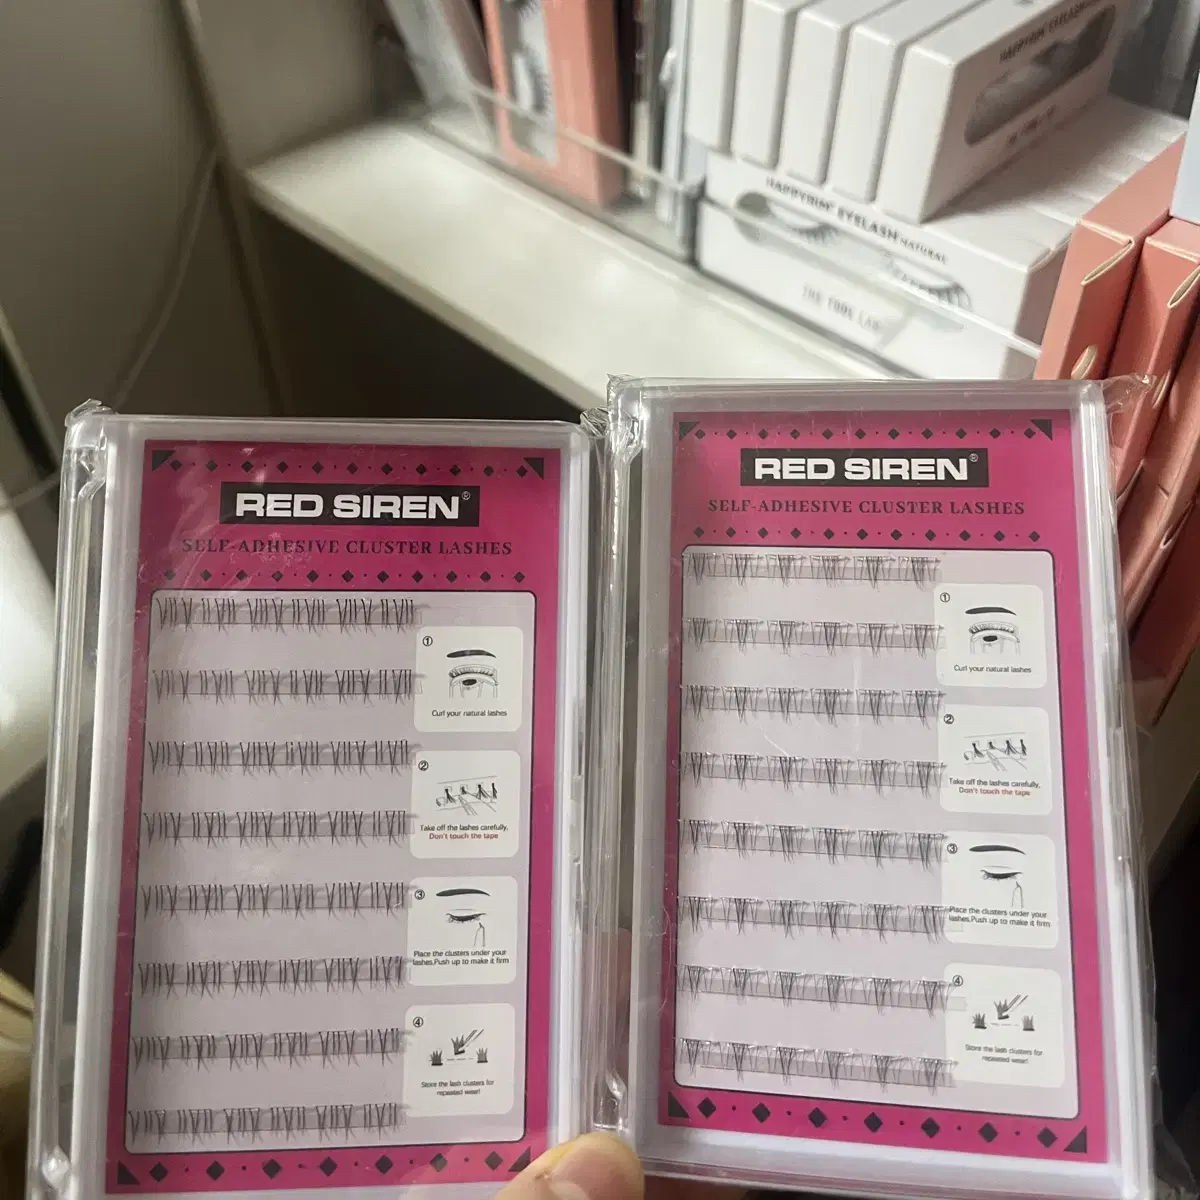 HAPPYRIM' EYELASH
HAPPYRIM' EYELASH NATURAL
THE TOOL LAB
RED SIREN®
SELF-ADHESIVE CLUSTER LASHES
①
Curl your natural lashes
②
Take off the lashes carefully,
Don't touch the tape
③
Place the clusters under your
lashes.Push up to make it firm
④
Store the lash clusters for
repeated wear!
RED SIREN®
SELF-ADHESIVE CLUSTER LASHES
①
Curl your natural lashes
②
Take off the lashes carefully,
Don't touch the tape
③
Place the clusters under your
lashes.Push up to make it firm
④
Store the lash clusters for
repeated wear!